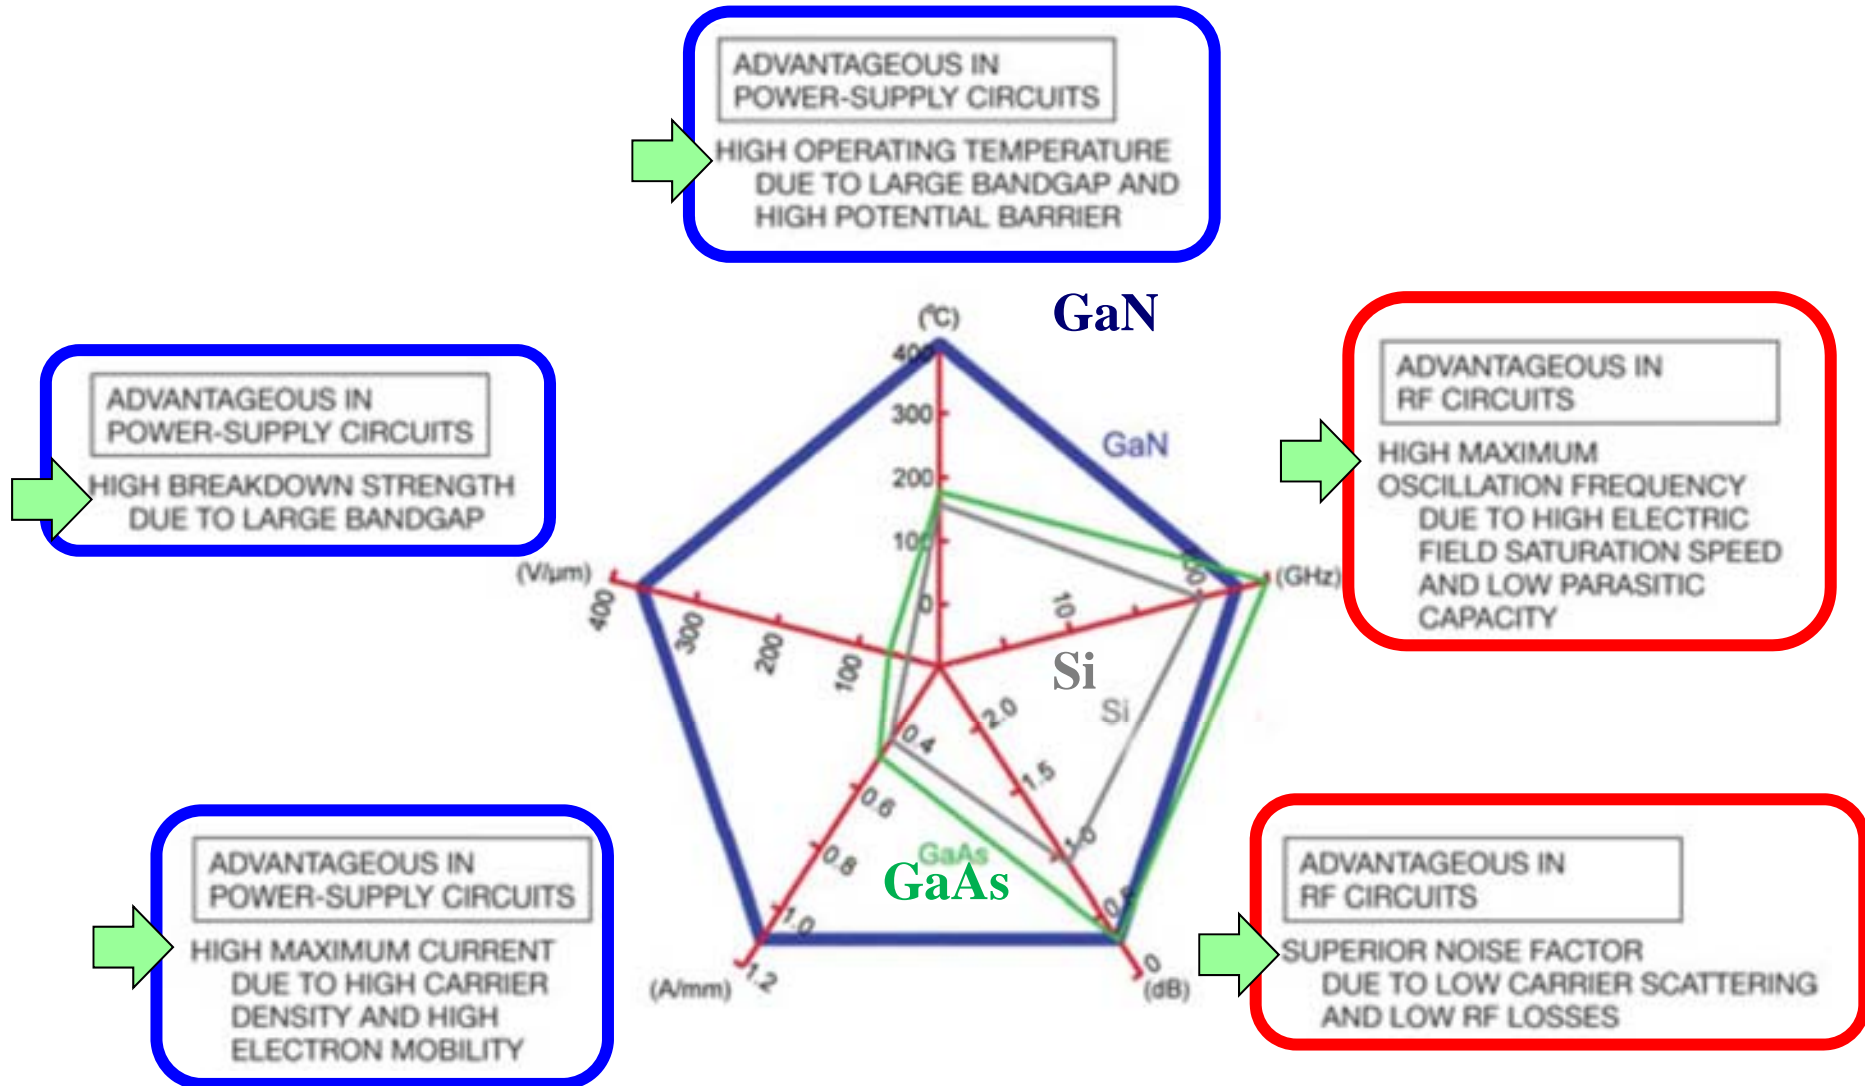 ADVANTAGEOUS IN
POWER-SUPPLY CIRCUITS
HIGH OPERATING TEMPERATURE
DUE TO LARGE BANDGAP AND
HIGH POTENTIAL BARRIER
GaN
ADVANTAGEOUS IN
POWER-SUPPLY CIRCUITS
HIGH BREAKDOWN STRENGTH
DUE TO LARGE BANDGAP
ADVANTAGEOUS IN
RF CIRCUITS
HIGH MAXIMUM
OSCILLATION FREQUENCY
DUE TO HIGH ELECTRIC
FIELD SATURATION SPEED
AND LOW PARASITIC
CAPACITY
(°C)
400
300
200
100
0
GaN
(V/µm)
400
300
200
100
(GHz)
10
Si
Si
2.0
1.5
1.0
0
(dB)
0.4
0.6
0.8
1.0
1.2
(A/mm)
GaAs
GaAs
ADVANTAGEOUS IN
POWER-SUPPLY CIRCUITS
HIGH MAXIMUM CURRENT
DUE TO HIGH CARRIER
DENSITY AND HIGH
ELECTRON MOBILITY
ADVANTAGEOUS IN
RF CIRCUITS
SUPERIOR NOISE FACTOR
DUE TO LOW CARRIER SCATTERING
AND LOW RF LOSSES